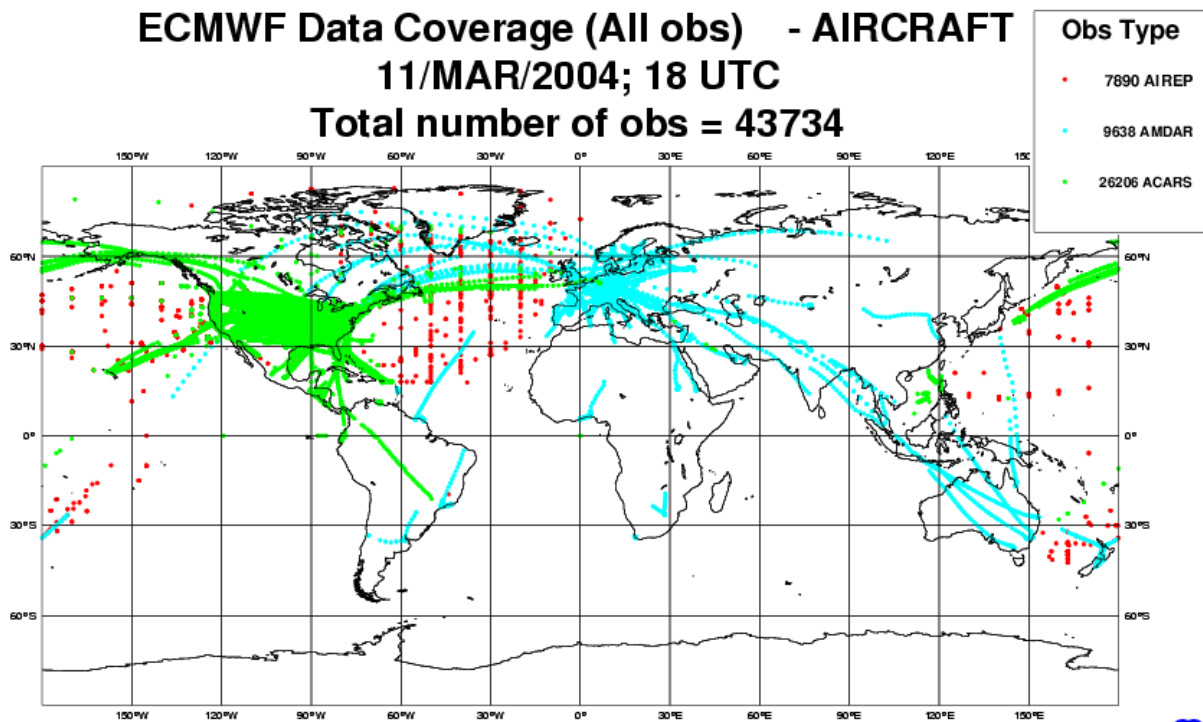 ECMWF Data Coverage (All obs) - AIRCRAFT
11/MAR/2004; 18 UTC
Total number of obs = 43734
Obs Type
7890 AIREP
9638 AMDAR
26206 ACARS
150°W 120°W 90°W 60°W 30°W 0° 30°E 60°E 90°E 120°E
60°N 60°N
30°N 30°N
0° 0°
30°S 30°S
60°S 60°S
150°W 120°W 90°W 60°W 30°W 0° 30°E 60°E 90°E 120°E 150°E